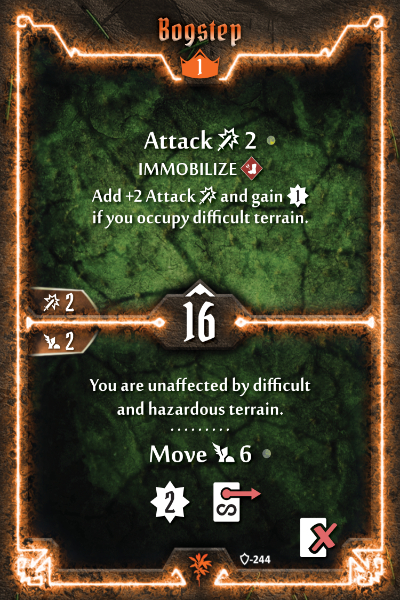 Bogstep
1
Attack 2
IMMOBILIZE
Add +2 Attack and gain 1
if you occupy difficult terrain.
2
16
2
You are unaffected by difficult
and hazardous terrain.
Move 6
2
S
-244